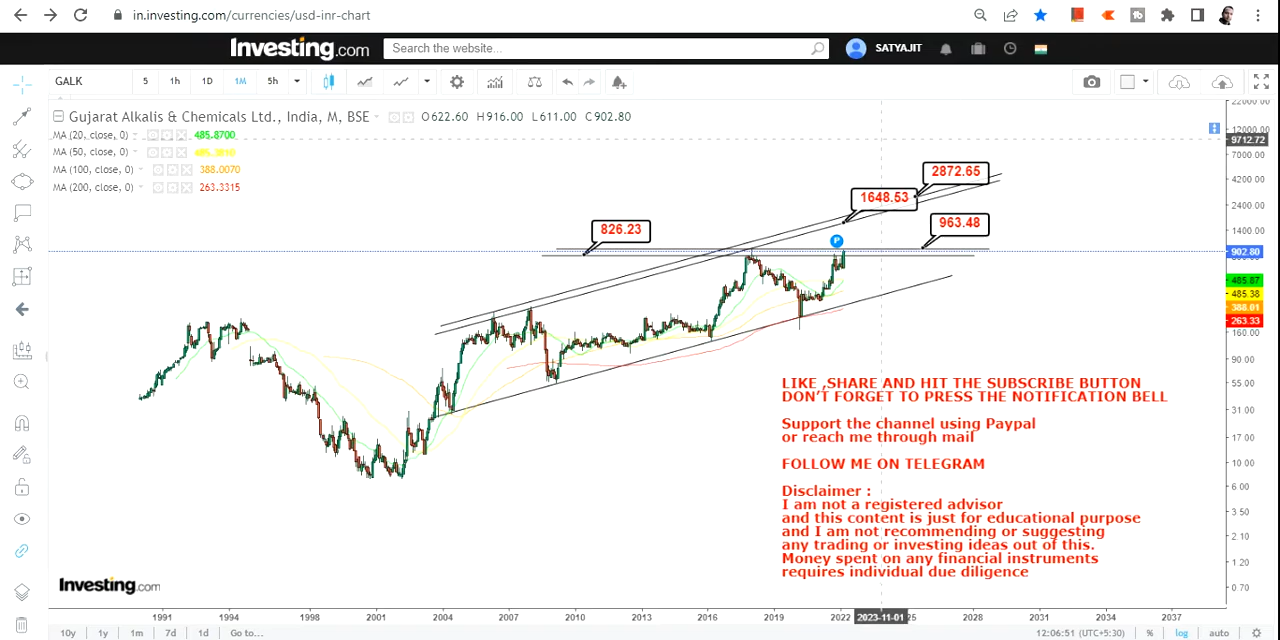 in.investing.com/currencies/usd-inr-chart
Investing.com
Search the website...
SATYAJIT
GALK
5 1h 1D 1M 5h
Gujarat Alkalis & Chemicals Ltd., India, M, BSE O622.60 H916.00 L611.00 C902.80
MA (20, close, 0) 485.8700
MA (50, close, 0)
MA (100, close, 0) 388.0070
MA (200, close, 0) 263.3315
22000.00
12000.00
9712.72
7000.00
4200.00
2400.00
1400.00
902.80
485.87
485.38
388.01
263.33
160.00
90.00
55.00
31.00
17.00
10.00
6.00
3.50
2.10
1.20
0.70
2872.65
1648.53
963.48
826.23
P
LIKE ,SHARE AND HIT THE SUBSCRIBE BUTTON
DON'T FORGET TO PRESS THE NOTIFICATION BELL
Support the channel using Paypal
or reach me through mail
FOLLOW ME ON TELEGRAM
Disclaimer :
I am not a registered advisor
and this content is just for educational purpose
and I am not recommending or suggesting
any trading or investing ideas out of this.
Money spent on any financial instruments
requires individual due diligence
Investing.com
1991 1994 1998 2001 2004 2007 2010 2013 2016 2019 2022 2023-11-01 2028 2031 2034 2037
10y 1y 1m 7d 1d Go to... 12:06:51 (UTC+5:30) % log auto